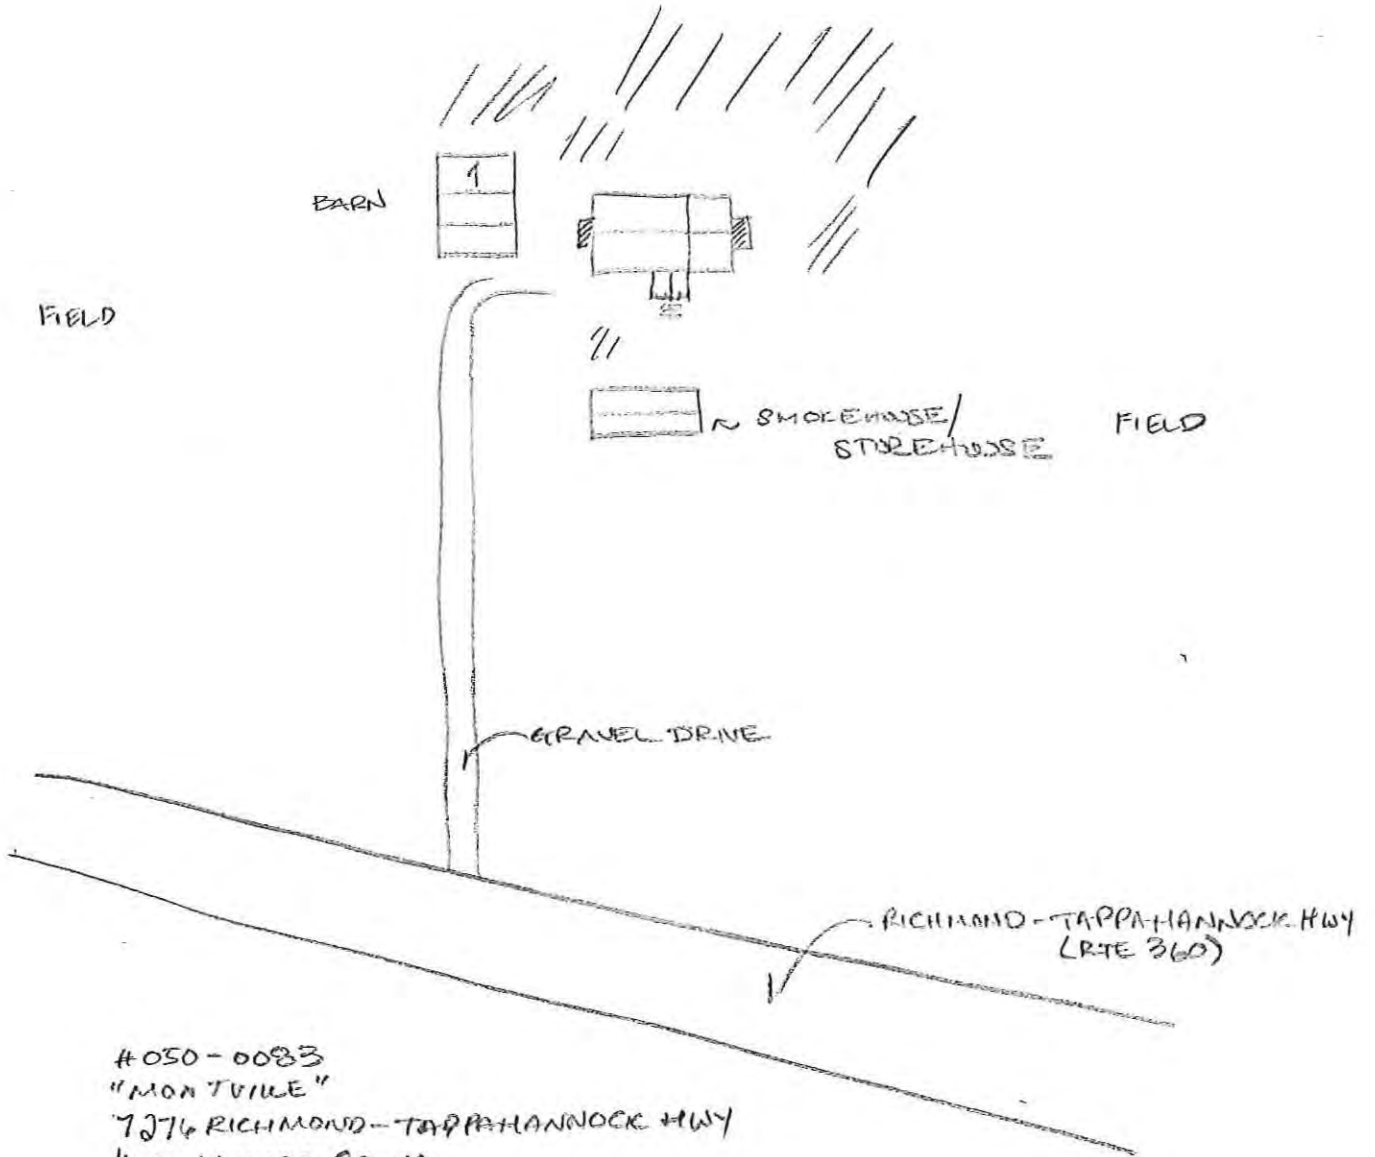 1
BARN
FIELD
SMOKEHOUSE/
STOREHOUSE
FIELD
GRAVEL DRIVE
RICHMOND-TAPPAHANNOCK HWY
(RTE 360)
#050-0083
"MONTVILLE"
7276 RICHMOND-TAPPAHANNOCK HWY